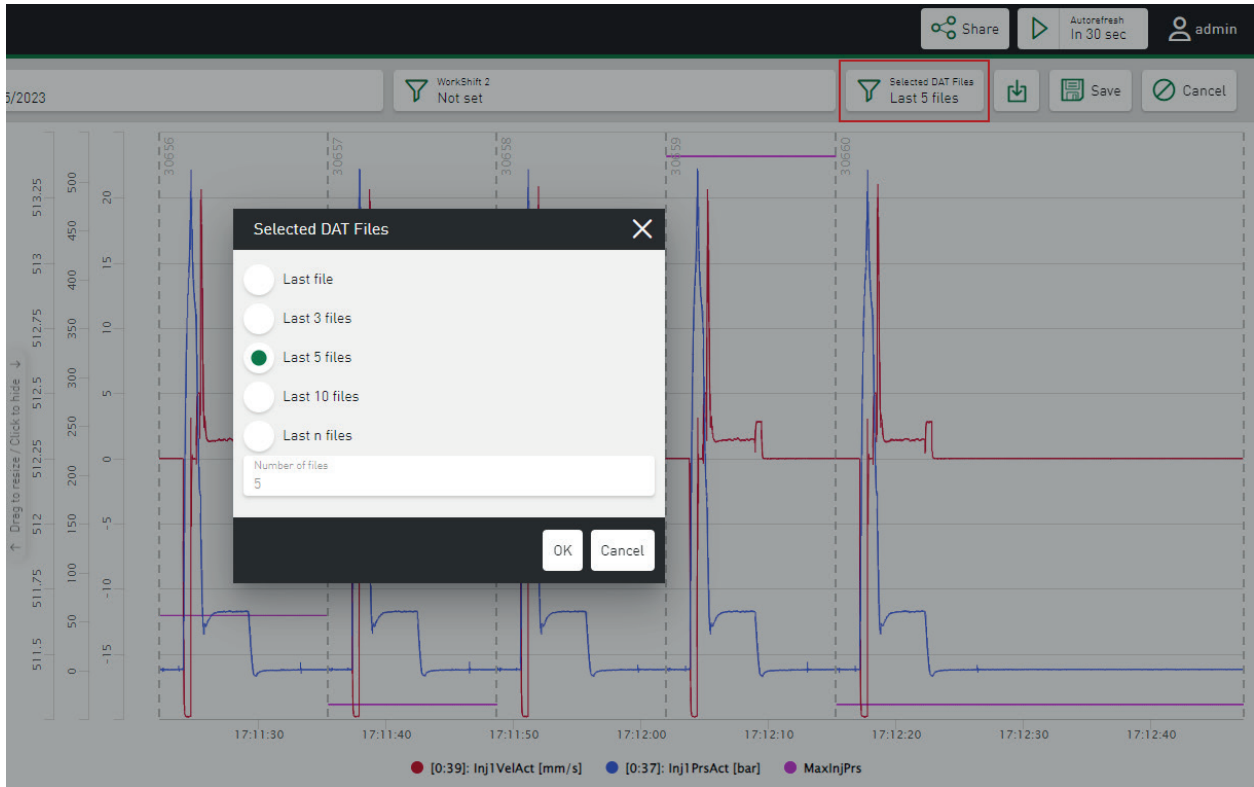 Share
Autorefresh
In 30 sec
admin
5/2023
WorkShift 2
Not set
Selected DAT Files
Last 5 files
Save
Cancel
30656
30657
30658
30659
30660
513.25
513
512.75
512.5
512.25
512
511.75
511.5
500
450
400
350
300
250
200
150
100
50
0
20
15
10
5
0
-5
-10
-15
↑ Drag to resize / Click to hide ↓
Selected DAT Files
Last file
Last 3 files
Last 5 files
Last 10 files
Last n files
Number of files
5
OK
Cancel
17:11:30
17:11:40
17:11:50
17:12:00
17:12:10
17:12:20
17:12:30
17:12:40
[0:39]: Inj1VelAct [mm/s]
[0:37]: Inj1PrsAct [bar]
MaxInjPrs